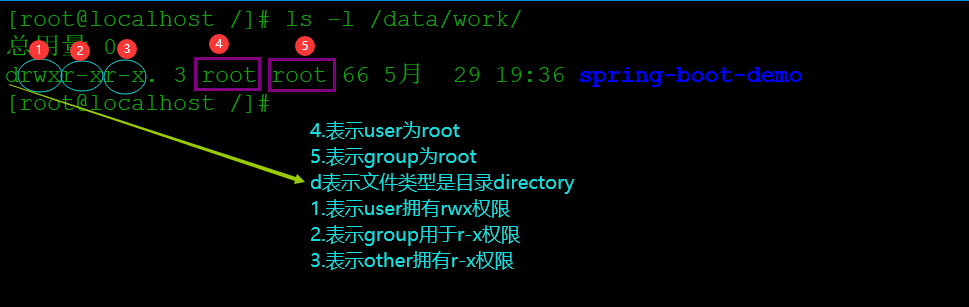 [root@localhost /]# ls -l /data/work/
总用量 0
1 2 3 4 5
drwxr-xr-x. 3 root root 66 5月 29 19:36 spring-boot-demo
[root@localhost /]#
4.表示user为root
5.表示group为root
d表示文件类型是目录directory
1.表示user拥有rwx权限
2.表示group用于r-x权限
3.表示other拥有r-x权限